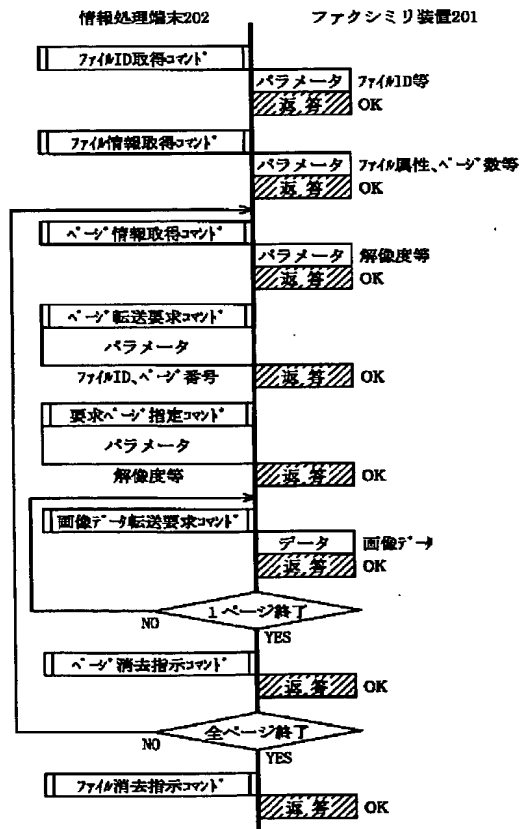 情報処理端末202
ファクシミリ装置201
ファイルID取得コマンド
パラメータ ファイルID等
返答 OK
ファイル情報取得コマンド
パラメータ ファイル属性、ページ数等
返答 OK
ページ情報取得コマンド
パラメータ 解像度等
返答 OK
ページ転送要求コマンド
パラメータ
ファイルID、ページ番号
返答 OK
要求ページ指定コマンド
パラメータ
解像度等
返答 OK
画像データ転送要求コマンド
データ 画像データ
返答 OK
1ページ終了
NO
YES
ページ消去指示コマンド
返答 OK
全ページ終了
NO
YES
ファイル消去指示コマンド
返答 OK